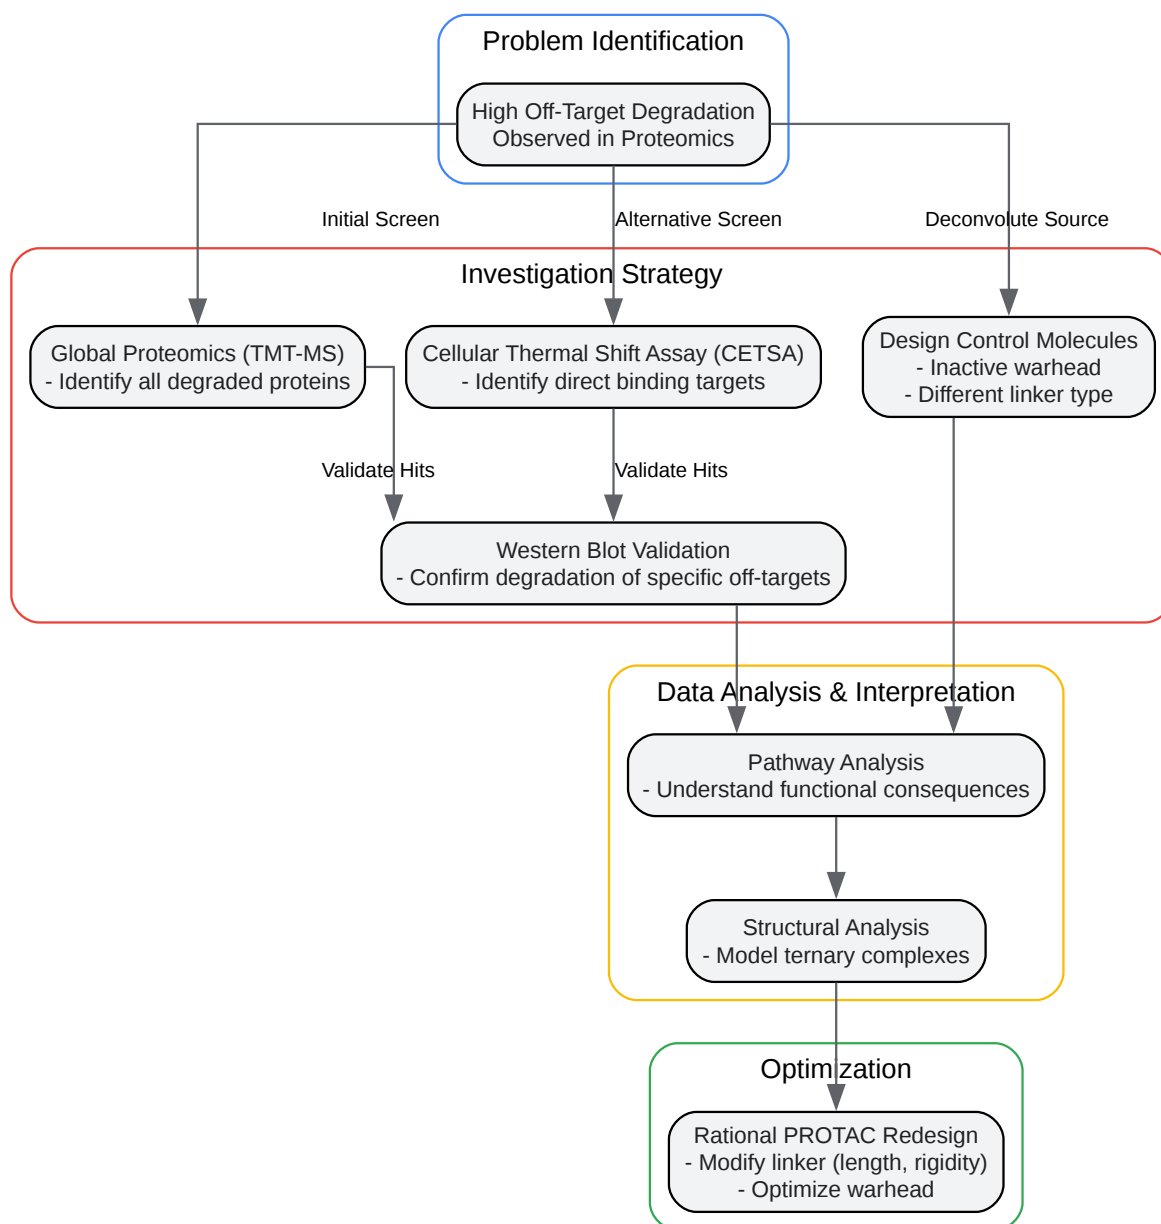 Problem Identification
High Off-Target Degradation
Observed in Proteomics
Initial Screen
Alternative Screen
Deconvolute Source
Investigation Strategy
Global Proteomics (TMT-MS)
- Identify all degraded proteins
Cellular Thermal Shift Assay (CETSA)
- Identify direct binding targets
Design Control Molecules
- Inactive warhead
- Different linker type
Validate Hits
Validate Hits
Western Blot Validation
- Confirm degradation of specific off-targets
Data Analysis & Interpretation
Pathway Analysis
- Understand functional consequences
Structural Analysis
- Model ternary complexes
Optimization
Rational PROTAC Redesign
- Modify linker (length, rigidity)
- Optimize warhead